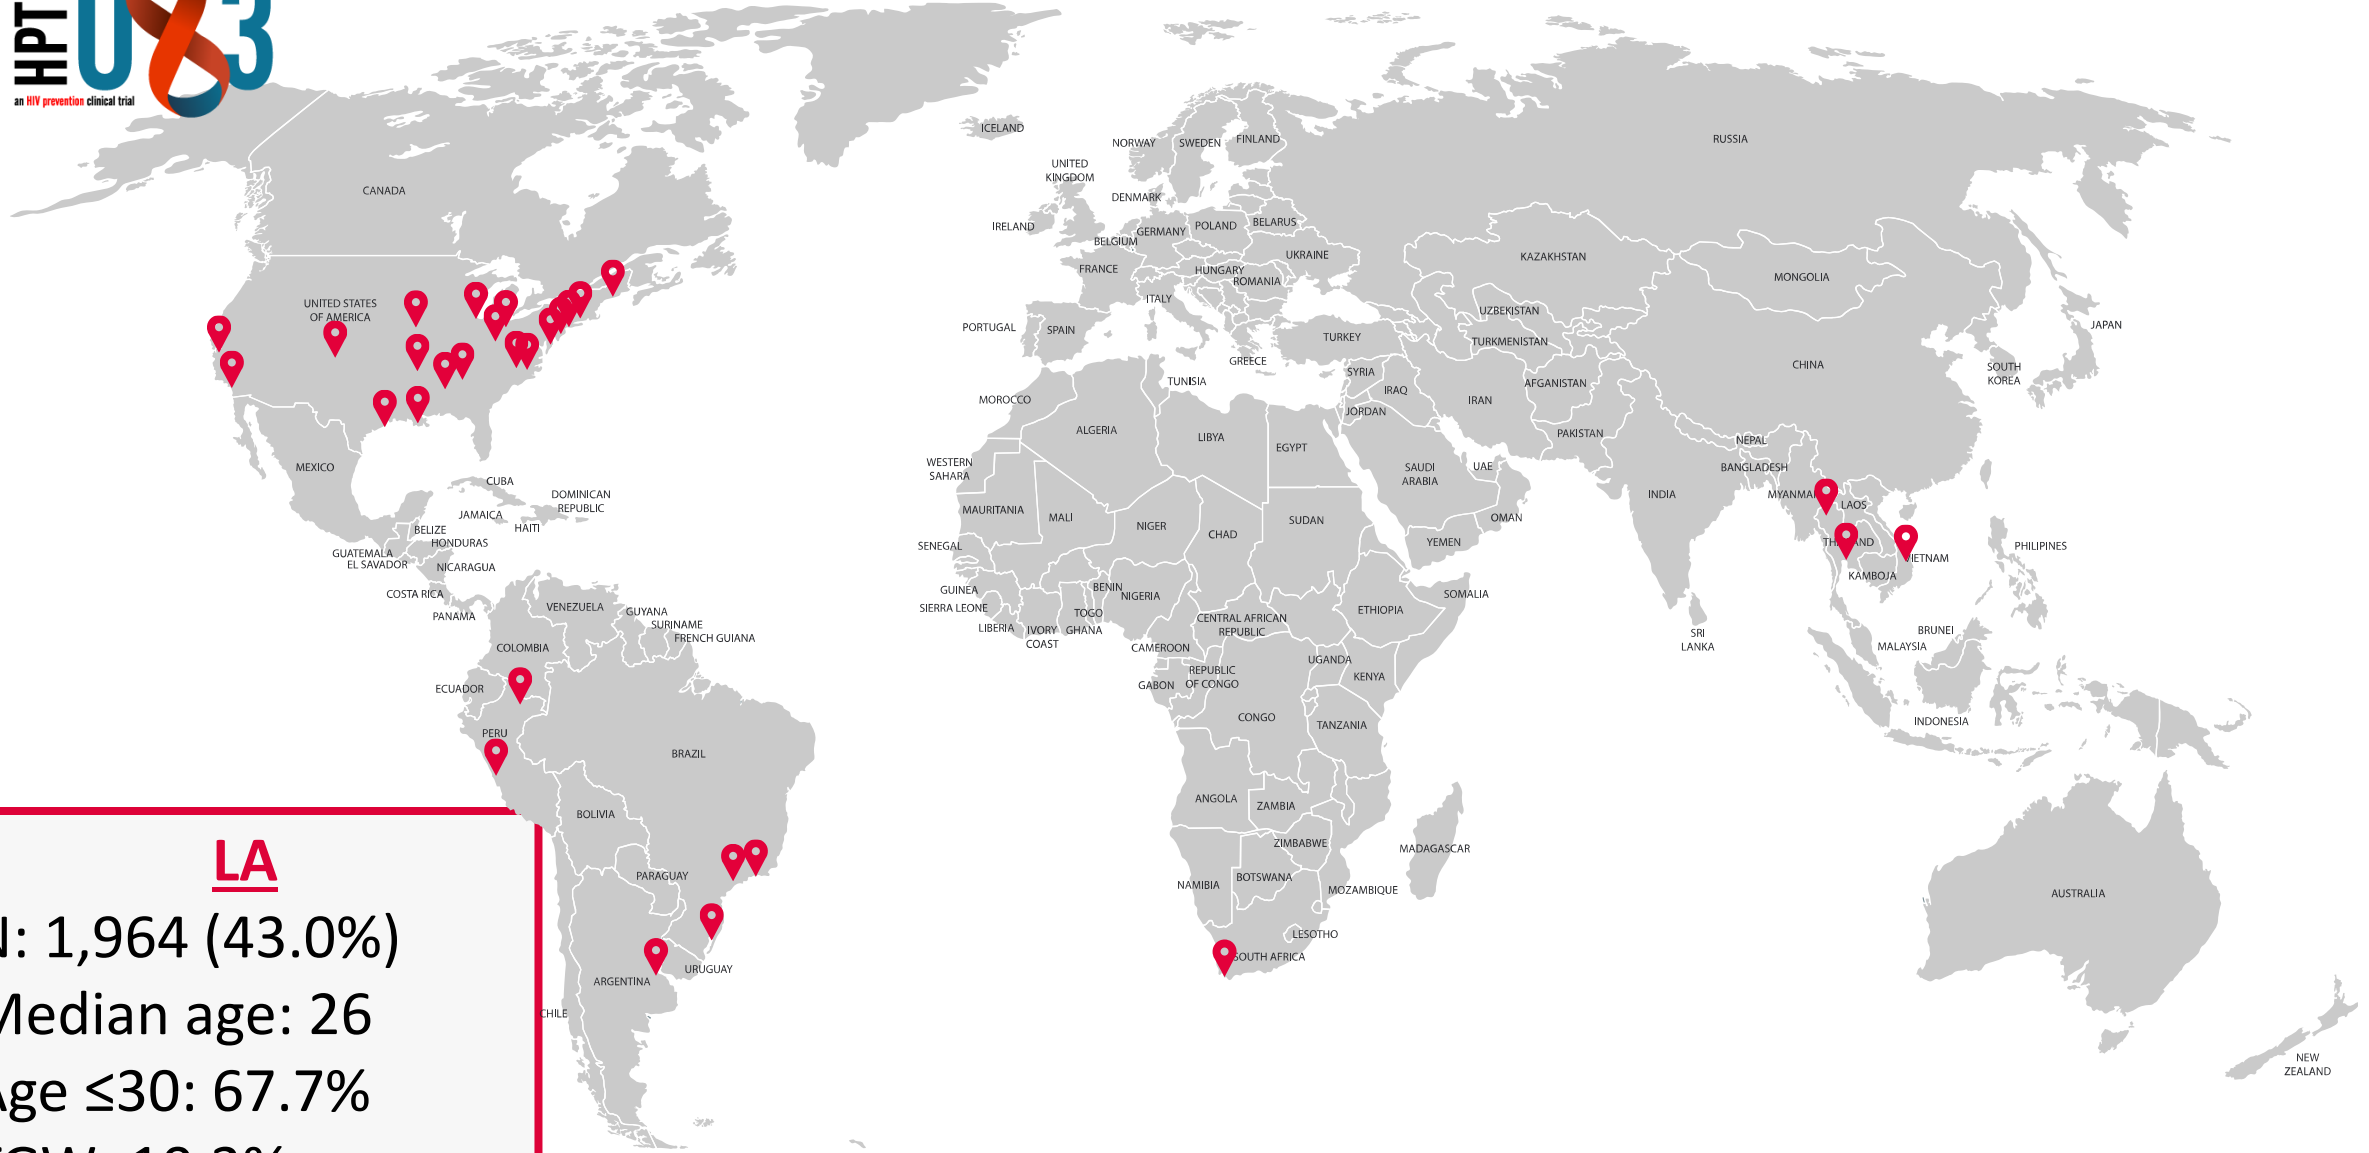 HPT
083
an HIV prevention clinical trial
ICELAND
NORWAY
SWEDEN
FINLAND
RUSSIA
UNITED
KINGDOM
CANADA
DENMARK
IRELAND
BELGIUM
GERMANY
POLAND
BELARUS
UKRAINE
FRANCE
HUNGARY
ROMANIA
KAZAKHSTAN
MONGOLIA
UNITED STATES
OF AMERICA
ITALY
UZBEKISTAN
PORTUGAL
SPAIN
TURKEY
TURKMENISTAN
JAPAN
GREECE
CHINA
SOUTH
KOREA
TUNISIA
SYRIA
IRAQ
AFGANISTAN
MOROCCO
JORDAN
IRAN
ALGERIA
LIBYA
EGYPT
PAKISTAN
NEPAL
MEXICO
WESTERN
SAHARA
SAUDI
ARABIA
UAE
BANGLADESH
CUBA
DOMINICAN
REPUBLIC
INDIA
MYANMA
LAOS
JAMAICA
HAITI
MAURITANIA
MALI
NIGER
CHAD
SUDAN
OMAN
BELIZE
HONDURAS
GUATEMALA
EL SAVADOR
NICARAGUA
SENEGAL
YEMEN
TH AND
PHILIPINES
IETNAM
KAMBOJA
COSTA RICA
PANAMA
VENEZUELA
GUYANA
SURINAME
FRENCH GUIANA
GUINEA
SIERRA LEONE
LIBERIA
IVORY
COAST
GHANA
TOGO
BENIN
NIGERIA
CENTRAL AFRICAN
REPUBLIC
ETHIOPIA
SOMALIA
SRI
LANKA
BRUNEI
MALAYSIA
COLOMBIA
CAMEROON
UGANDA
KENYA
ECUADOR
GABON
REPUBLIC
OF CONGO
CONGO
TANZANIA
INDONESIA
PERU
BRAZIL
ANGOLA
ZAMBIA
BOLIVIA
ZIMBABWE
MADAGASCAR
PARAGUAY
NAMIBIA
BOTSWANA
MOZAMBIQUE
AUSTRALIA
LESOTHO
SOUTH AFRICA
URUGUAY
ARGENTINA
CHILE
NEW
ZEALAND
LA
N: 1,964 (43.0%)
Median age: 26
Age ≤30: 67.7%